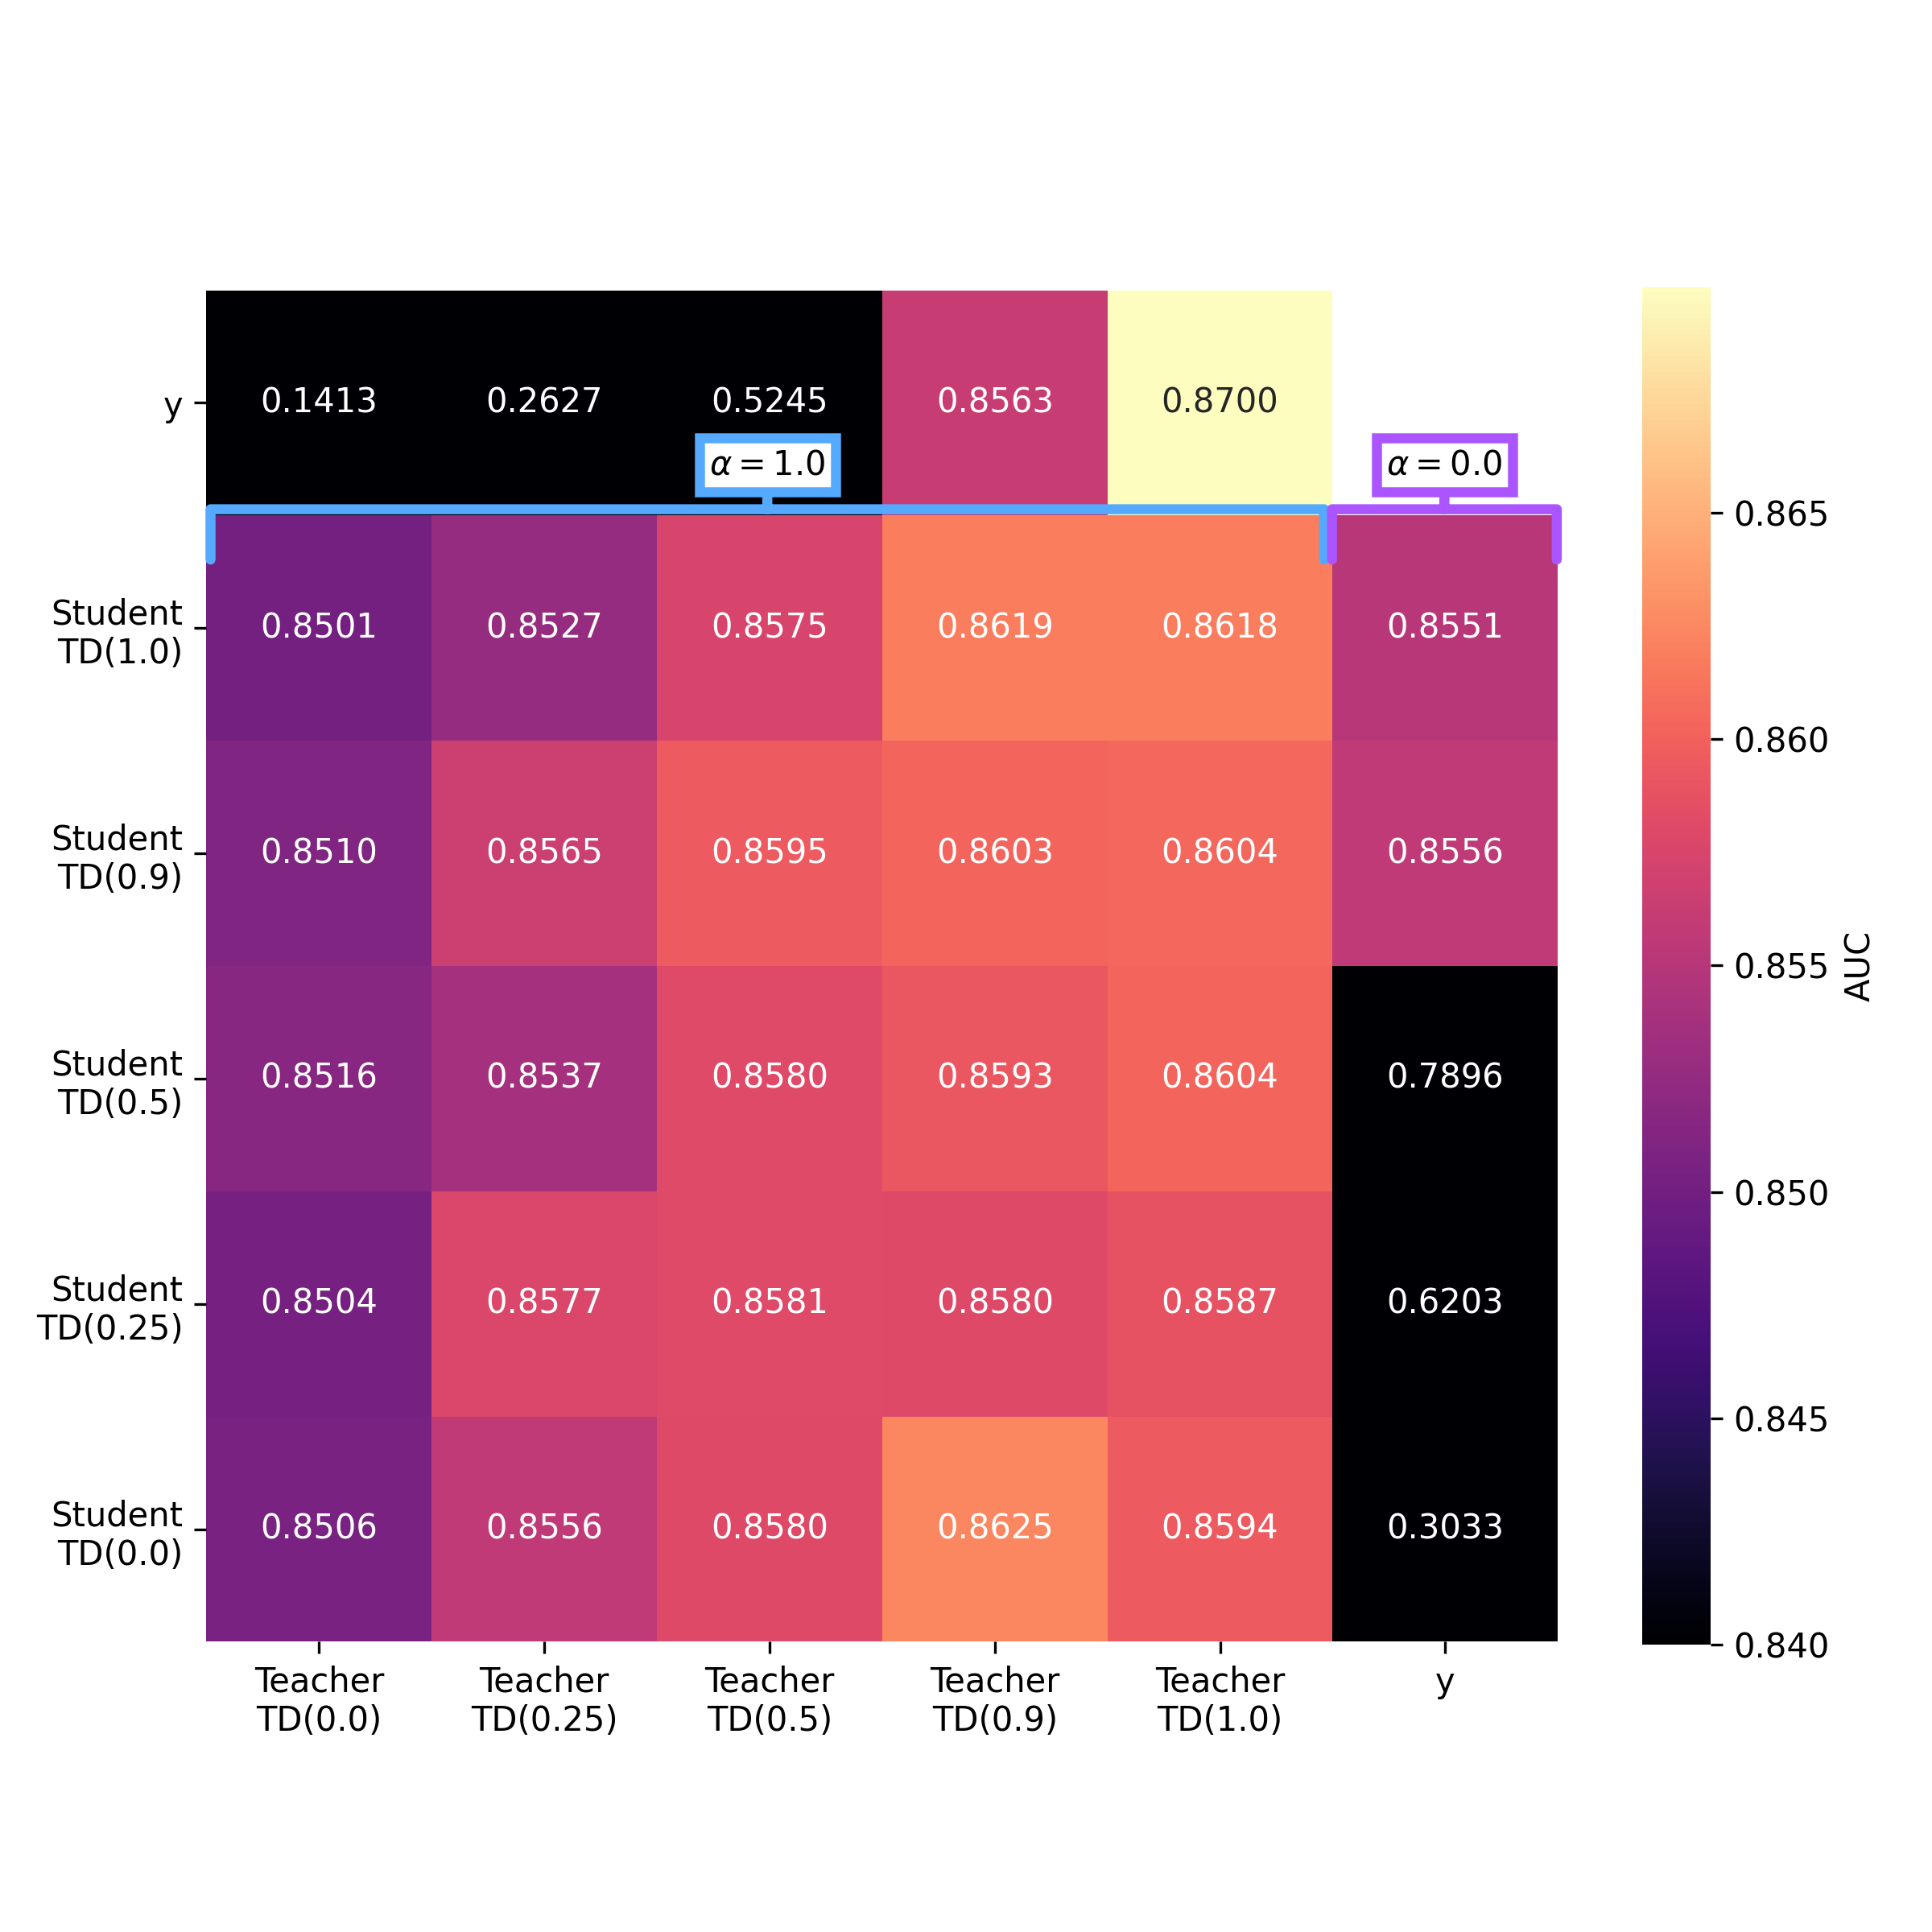 y
0.1413 0.2627 0.5245 0.8563 0.8700
α = 1.0 α = 0.0
Student
TD(1.0)
0.8501 0.8527 0.8575 0.8619 0.8618 0.8551
Student
TD(0.9)
0.8510 0.8565 0.8595 0.8603 0.8604 0.8556
Student
TD(0.5)
0.8516 0.8537 0.8580 0.8593 0.8604 0.7896
Student
TD(0.25)
0.8504 0.8577 0.8581 0.8580 0.8587 0.6203
Student
TD(0.0)
0.8506 0.8556 0.8580 0.8625 0.8594 0.3033
Teacher
TD(0.0)
Teacher
TD(0.25)
Teacher
TD(0.5)
Teacher
TD(0.9)
Teacher
TD(1.0)
y
0.865
0.860
0.855
0.850
0.845
0.840
AUC